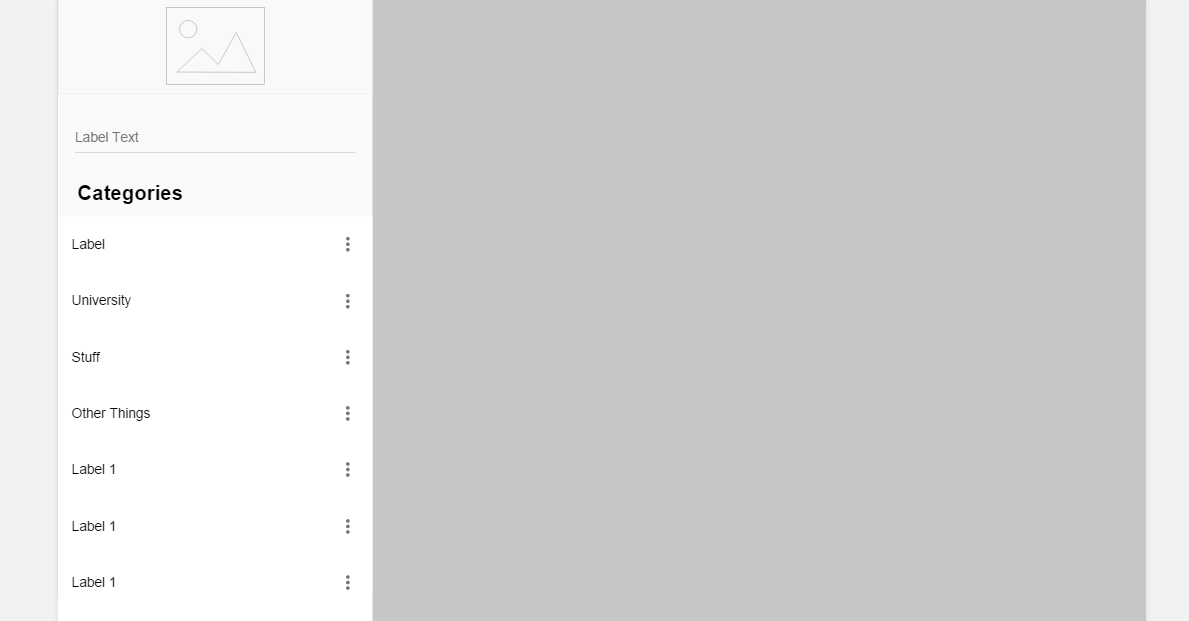 Label Text
Categories
Label
University
Stuff
Other Things
Label 1
Label 1
Label 1